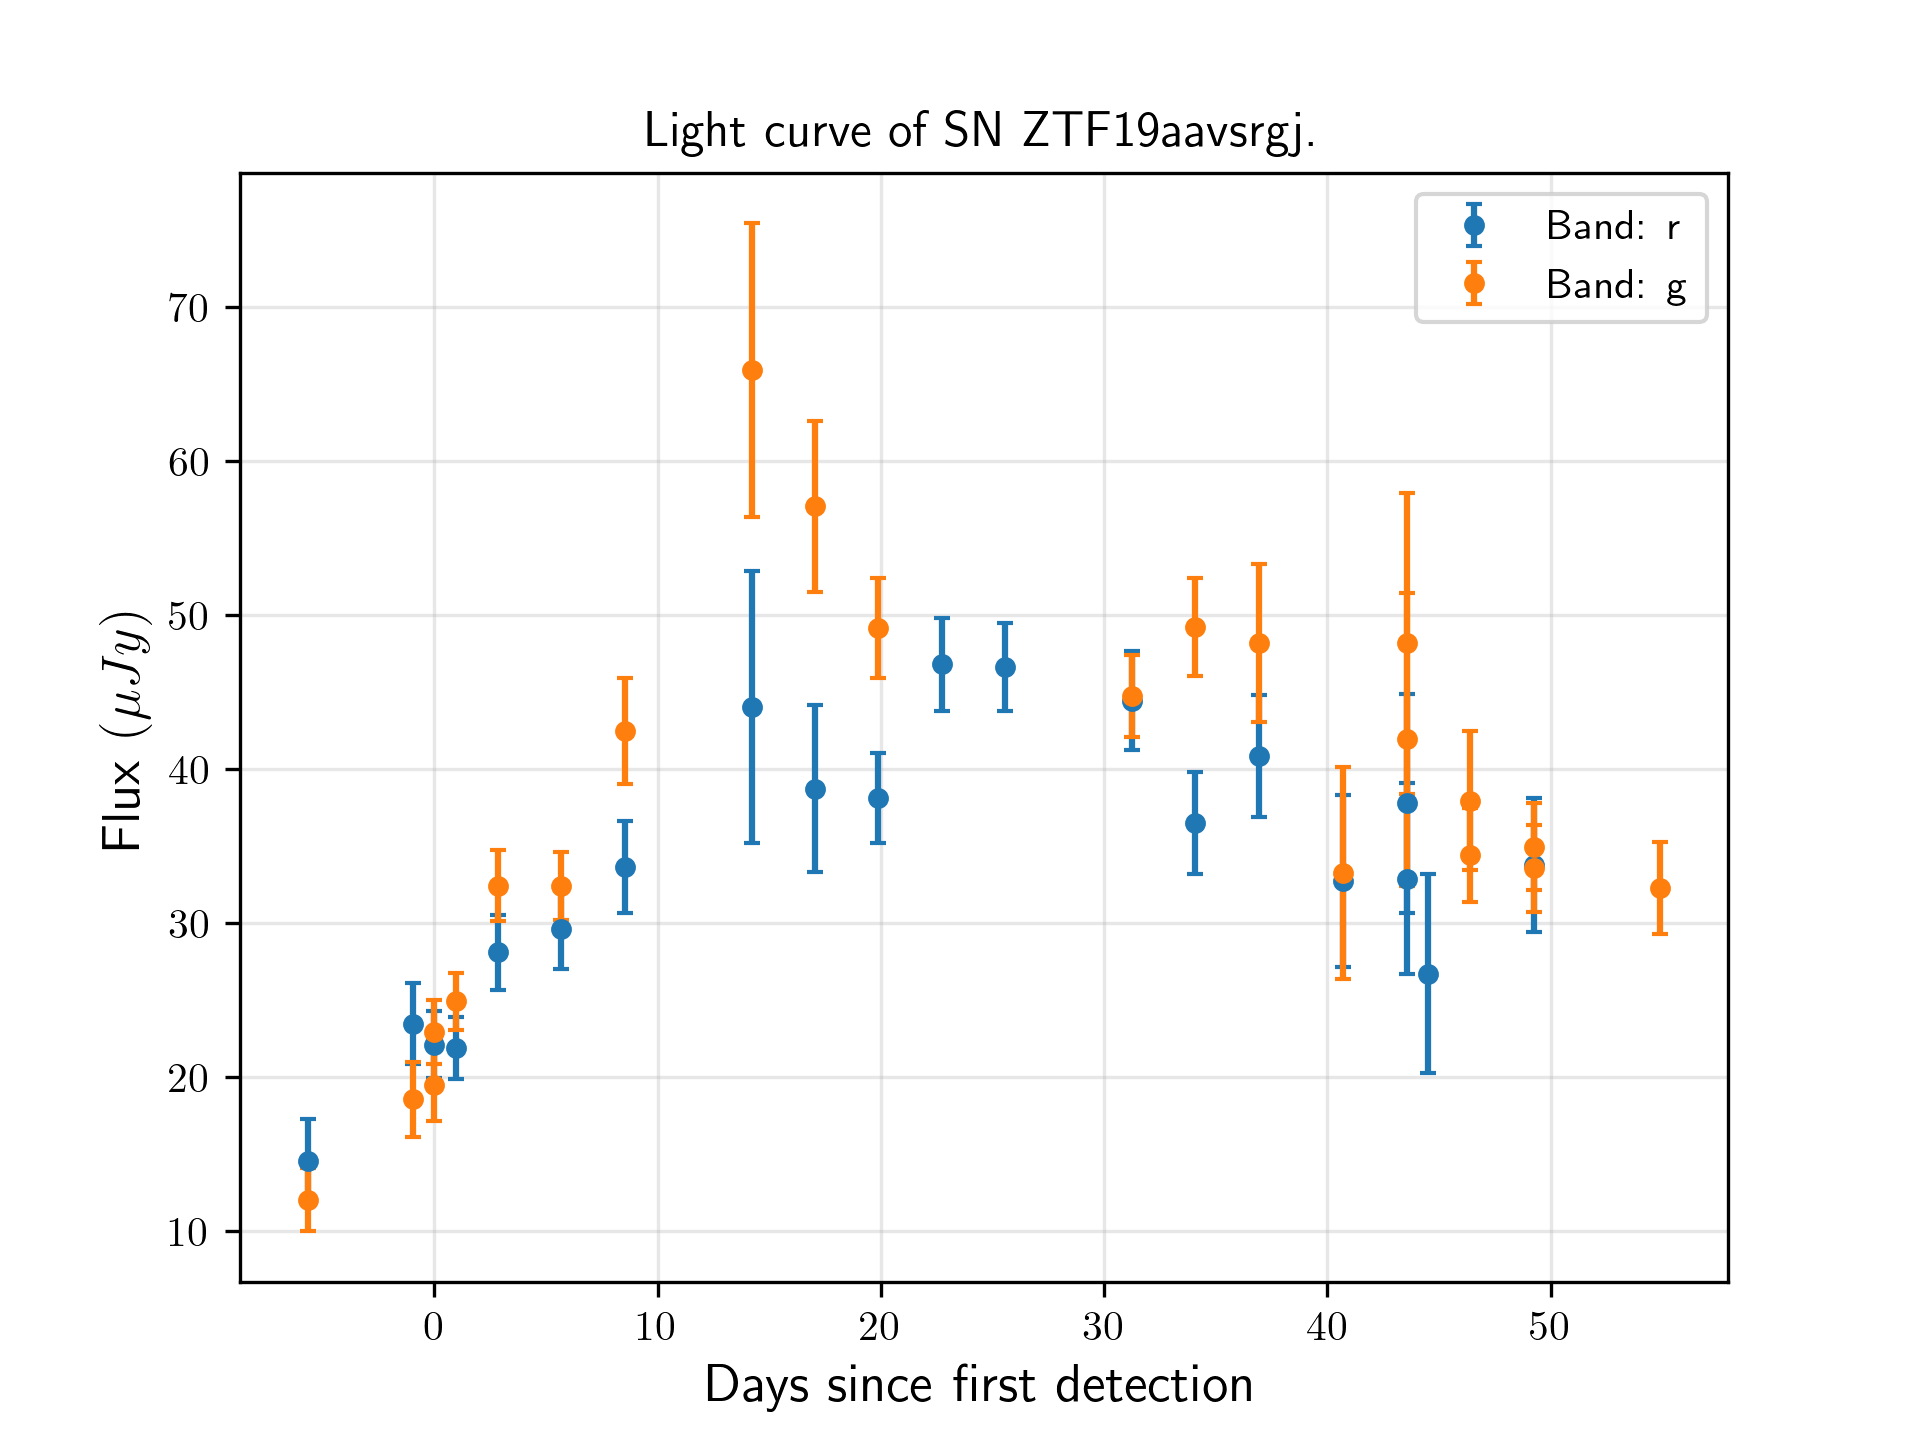 Light curve of SN ZTF19aavsrgj.
Band: r
Band: g
70
60
50
40
30
20
10
Flux (μJy)
0 10 20 30 40 50
Days since first detection